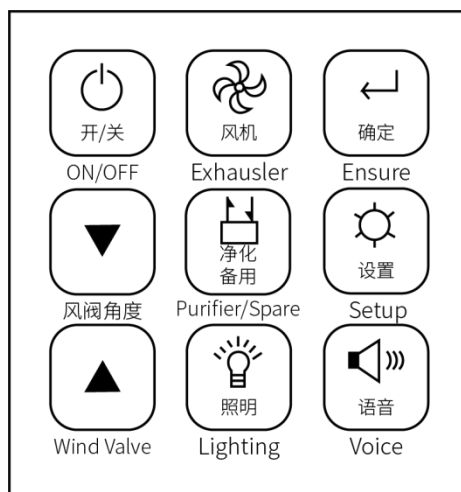 开/关
风机
确定
ON/OFF
Exhausler
Ensure
净化
备用
设置
风阀角度
Purifier/Spare
Setup
照明
语音
Wind Valve
Lighting
Voice